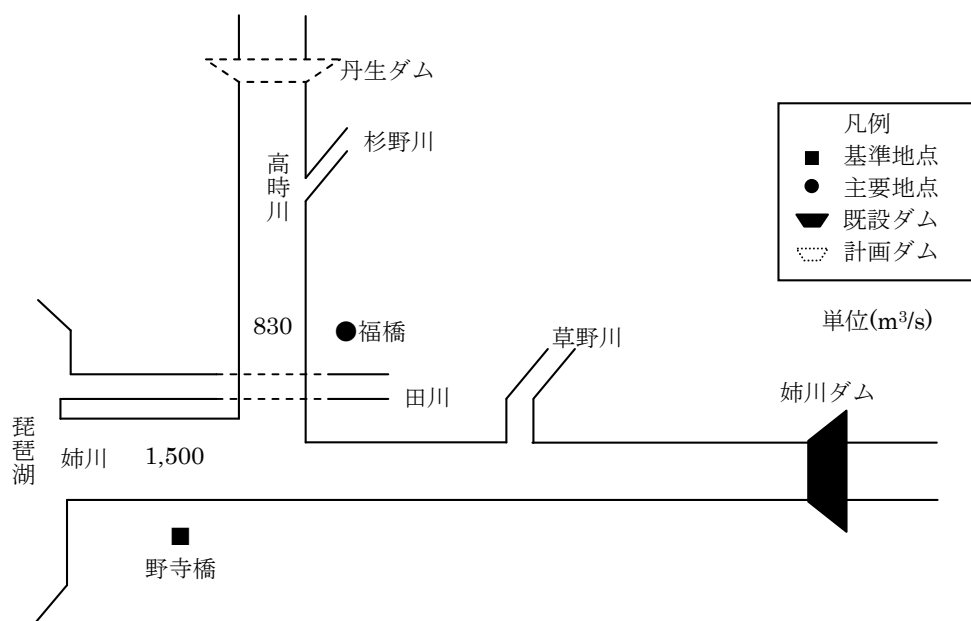 丹生ダム
杉野川
高時川
凡例
基準地点
主要地点
既設ダム
計画ダム
単位(m³/s)
830
福橋
草野川
田川
姉川ダム
琵琶湖
姉川
1,500
野寺橋